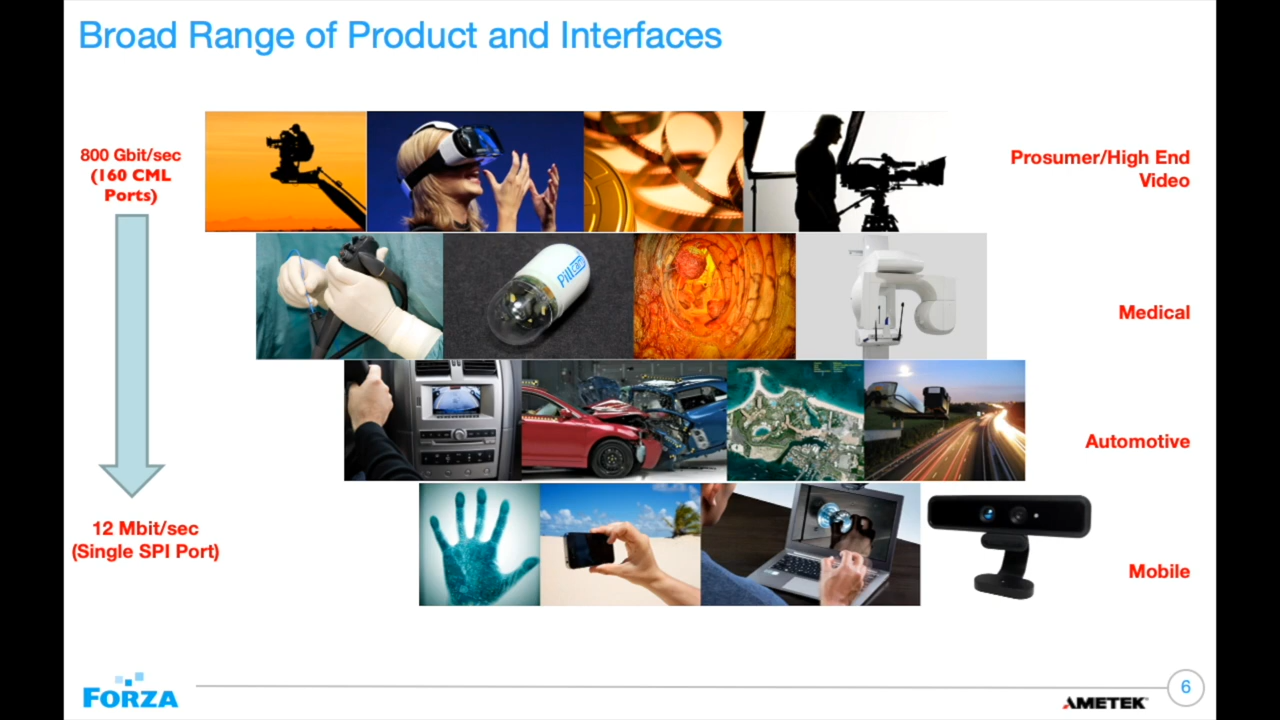 Broad Range of Product and Interfaces
800 Gbit/sec
(160 CML
Ports)
Prosumer/High End
Video
PillCam
Medical
Automotive
12 Mbit/sec
(Single SPI Port)
Mobile
FORZA
AMETEK
6